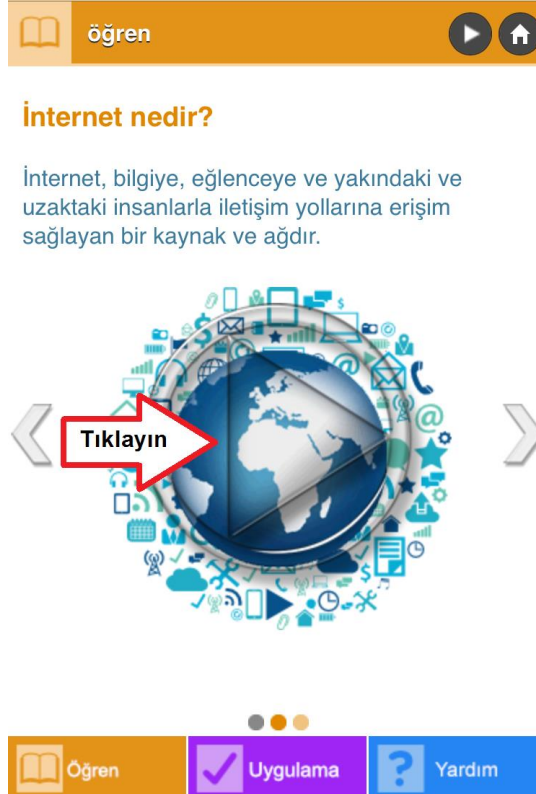 öğren
İnternet nedir?
İnternet, bilgiye, eğlenceye ve yakındaki ve
uzaktaki insanlarla iletişim yollarına erişim
sağlayan bir kaynak ve ağdır.
Tıklayın
Öğren
Uygulama
Yardım